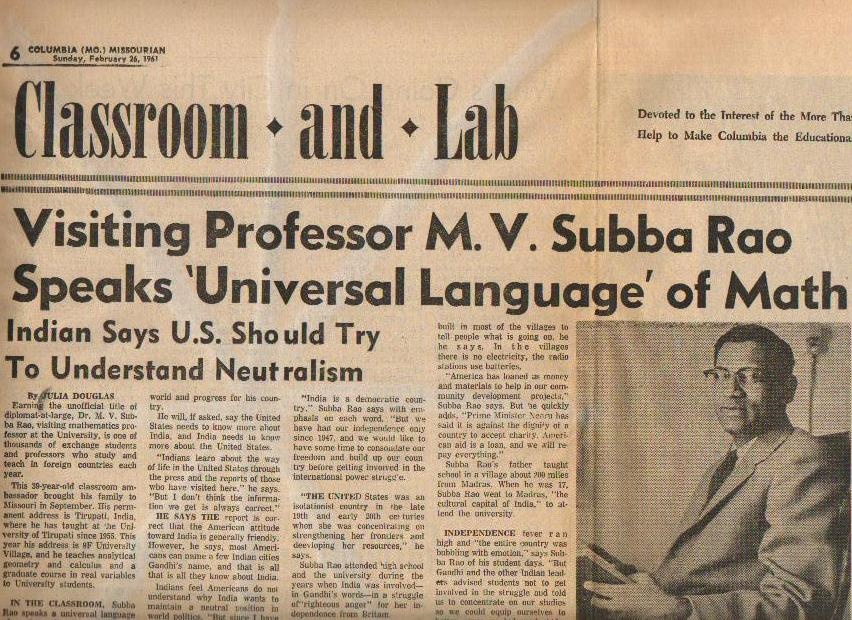 6 COLUMBIA (MO.) MISSOURIAN
Sunday, February 26, 1961
Classroom • and • Lab
Devoted to the Interest of the More Tha
Help to Make Columbia the Educationa
Visiting Professor M. V. Subba Rao
Speaks 'Universal Language' of Math
Indian Says U.S. Should Try
To Understand Neutralism
By JULIA DOUGLAS
Earning the unofficial title of
diplomat-at-large, Dr. M. V. Sub-
ba Rao, visiting mathematics pro-
fessor at the University, is one of
thousands of exchange students
and professors who study and
teach in foreign countries each
year.
This 39-year-old classroom am-
bassador brought his family to
Missouri in September. His perm-
anent address is Tirupati, India,
where he has taught at the Uni-
versity of Tirupati since 1955. This
year his address is 8F University
Village, and he teaches analytical
geometry and calculus and a
graduate course in real variables
to University students.
IN THE CLASSROOM, Subba
Rao speaks a universal language
world and progress for his coun-
try.
He will, if asked, say the United
States needs to know more about
India, and India needs to know
more about the United States.
"Indians learn about the way
of life in the United States through
the press and the reports of those
who have visited here," he says.
"But I don't think the informa-
tion we get is always correct."
HE SAYS THE report is cor-
rect that the American attitude
toward India is generally friendly.
However, he says, most Ameri-
cans can name a few Indian cities
Gandhi's name, and that is all
that is all they know about India.
Indians feel Americans do not
understand why India wants to
maintain a neutral position in
world politics. "But since I have
"India is a democratic coun-
try," Subba Rao says with em-
phasis on each word. "But we
have had our independence only
since 1947, and we would like to
have some time to consolidate our
freedom and build up our coun
try before getting involved in the
international power struggle.
"THE UNITED States was an
isolationist country in the late
19th and early 20th centuries
when she was concentrating on
strengthening her frontiers and
deevloping her resources," he
says.
Subba Rao attended high school
and the university during the
years when India was involved—
in Gandhi's words—in a struggle
of "righteous anger" for her in-
dependence from Britain.
built in most of the villages to
tell people what is going on, he
he says. In the villages
there is no electricity, the radio
stations use batteries.
"America has loaned us money
and materials to help in our com-
munity development projects,"
Subba Rao says. But he quickly
adds, "Prime Minister Nehru has
said it is against the dignity of a
country to accept charity. Ameri-
can aid is a loan, and we will re-
pay everything."
Subba Rao's father taught
school in a village about 200 miles
from Madras. When he was 17,
Subba Rao went to Madras, "the
cultural capital of India," to at-
tend the university.
INDEPENDENCE fever ran
high and "the entire country was
bubbling with emotion," says Sub-
ba Rao of his student days. "But
Gandhi and the other Indian lead-
ers advised students not to get
involved in the struggle and told
us to concentrate on our studies
so we could equip ourselves to